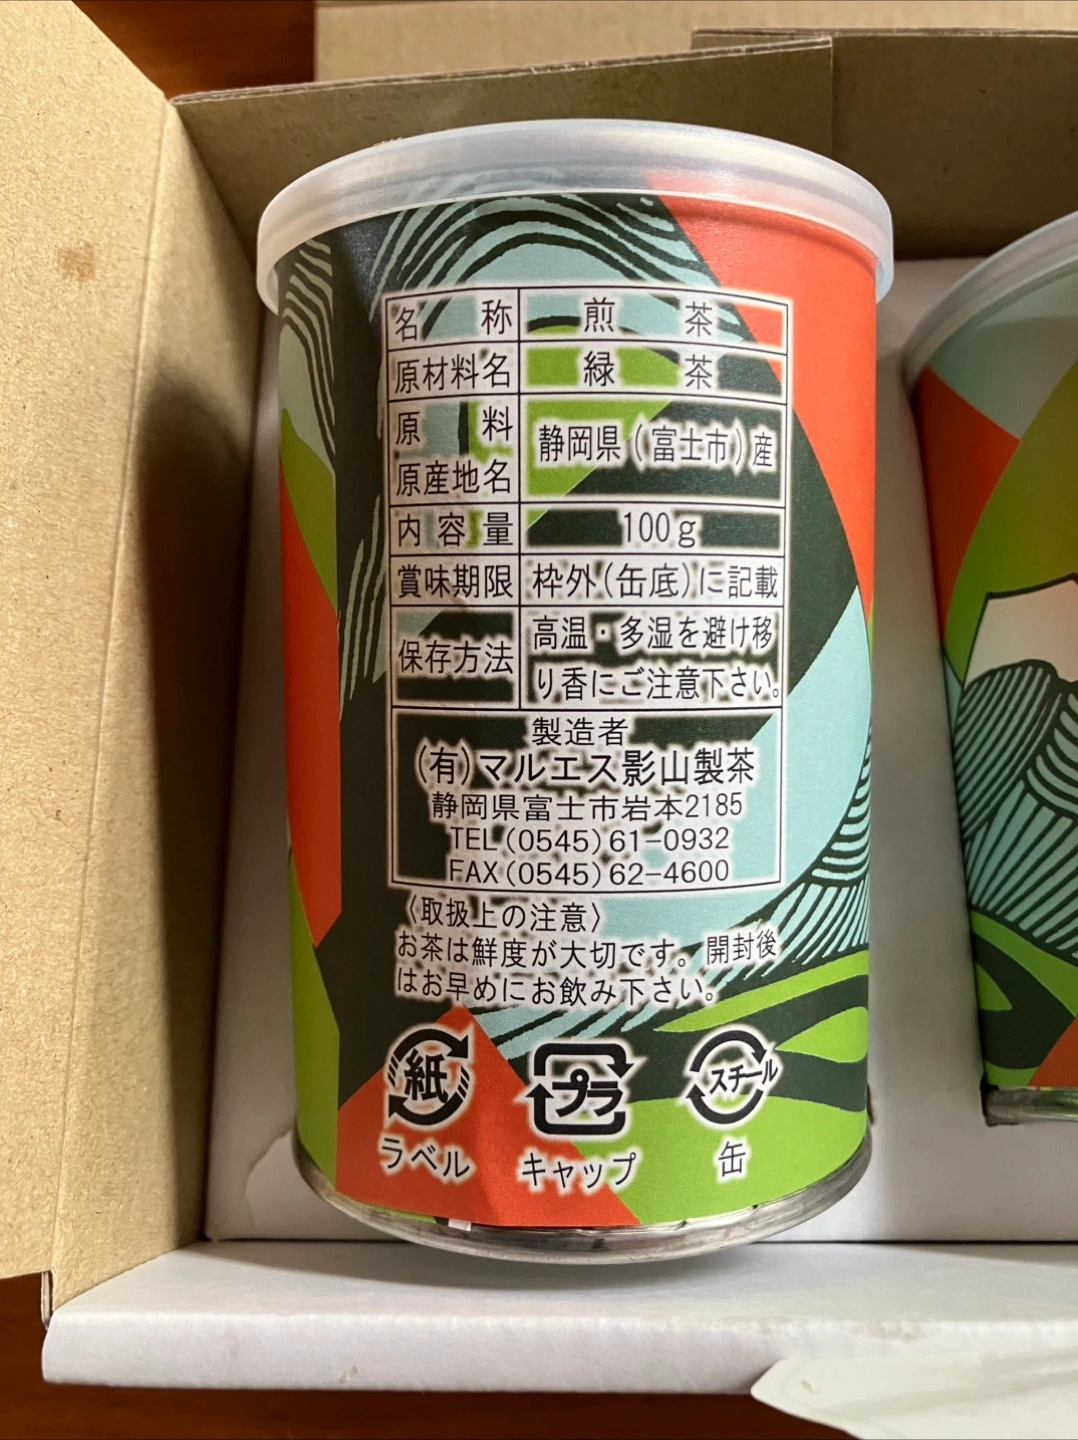 名称 煎茶
原材料名 緑茶
原料
原産地名 静岡県(富士市)産
内容量 100g
賞味期限 枠外(缶底)に記載
保存方法 高温・多湿を避け移
り香にご注意下さい。
製造者
(有)マルエス影山製茶
静岡県富士市岩本2185
TEL(0545)61-0932
FAX(0545)62-4600
〈取扱上の注意〉
お茶は鮮度が大切です。開封後
はお早めにお飲み下さい。
紙 プラ スチール
ラベル キャップ 缶